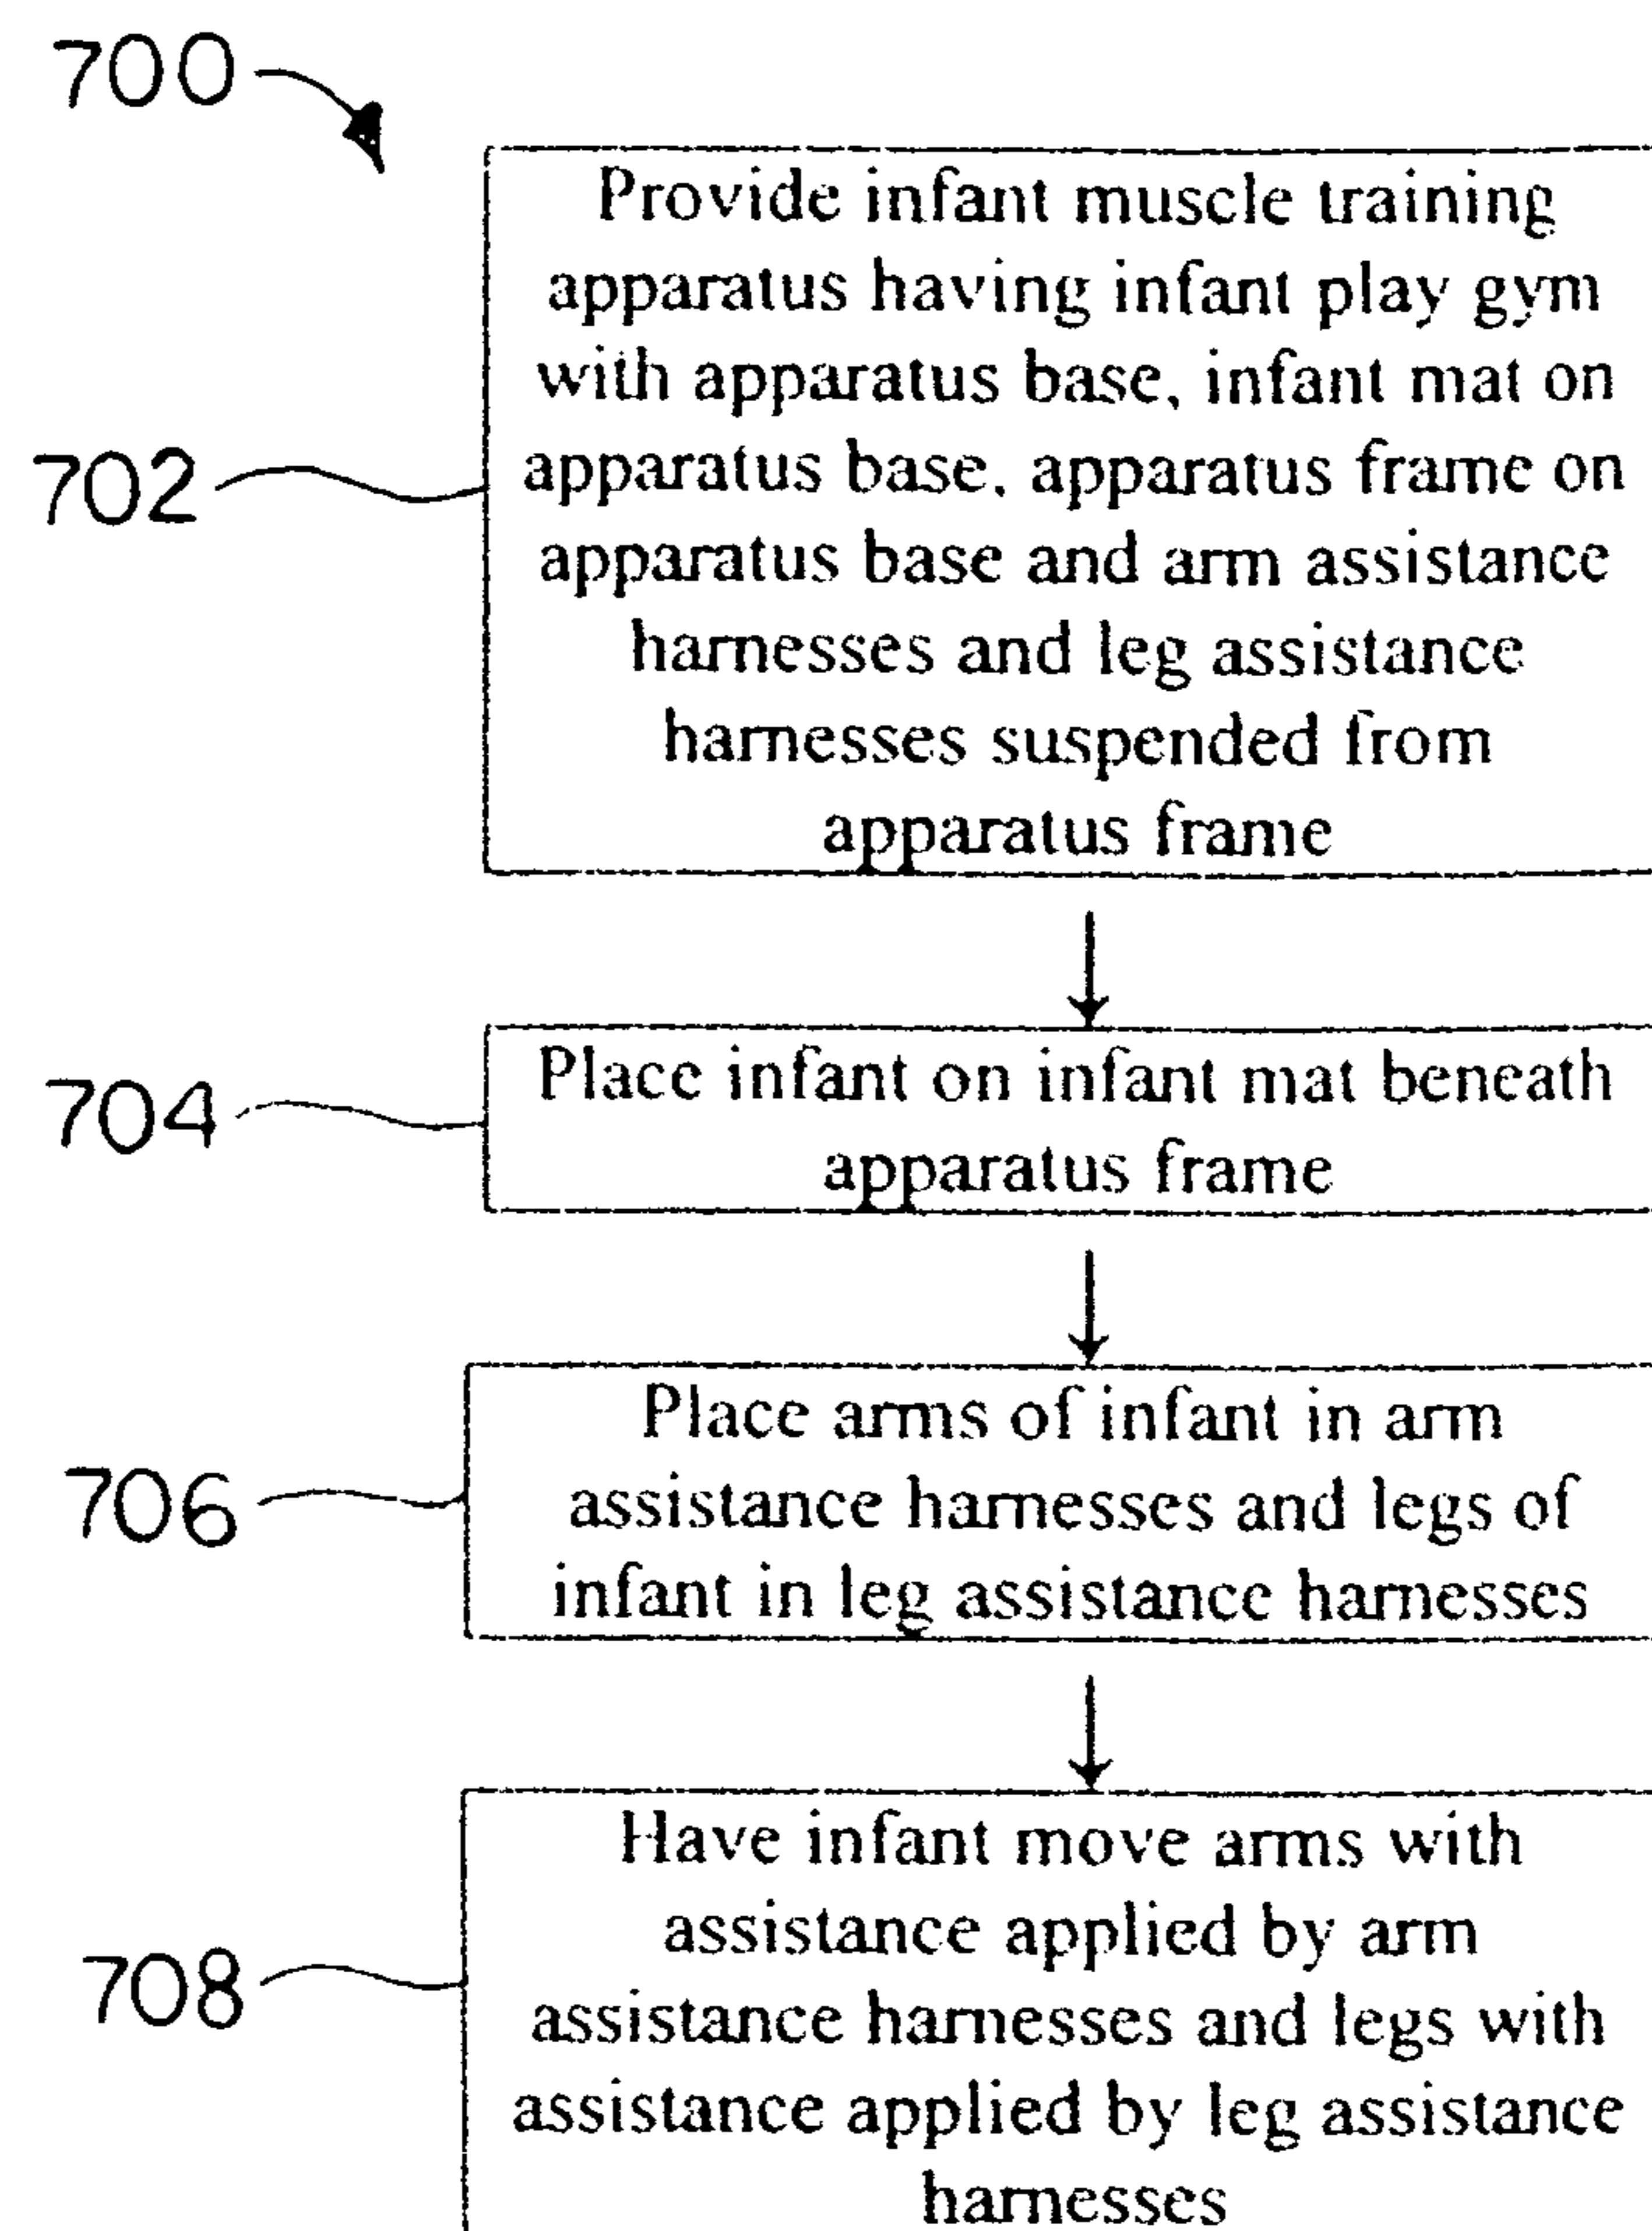 700
Provide infant muscle training
apparatus having infant play gym
with apparatus base, infant mat on
702
apparatus base, apparatus frame on
apparatus base and arm assistance
harnesses and leg assistance
harnesses suspended from
apparatus frame
704
Place infant on infant mat beneath
apparatus frame
Place arms of infant in arm
706
assistance harnesses and legs of
infant in leg assistance harnesses
Have infant move arms with
assistance applied by arm
708
assistance harnesses and legs with
assistance applied by leg assistance
harnesses